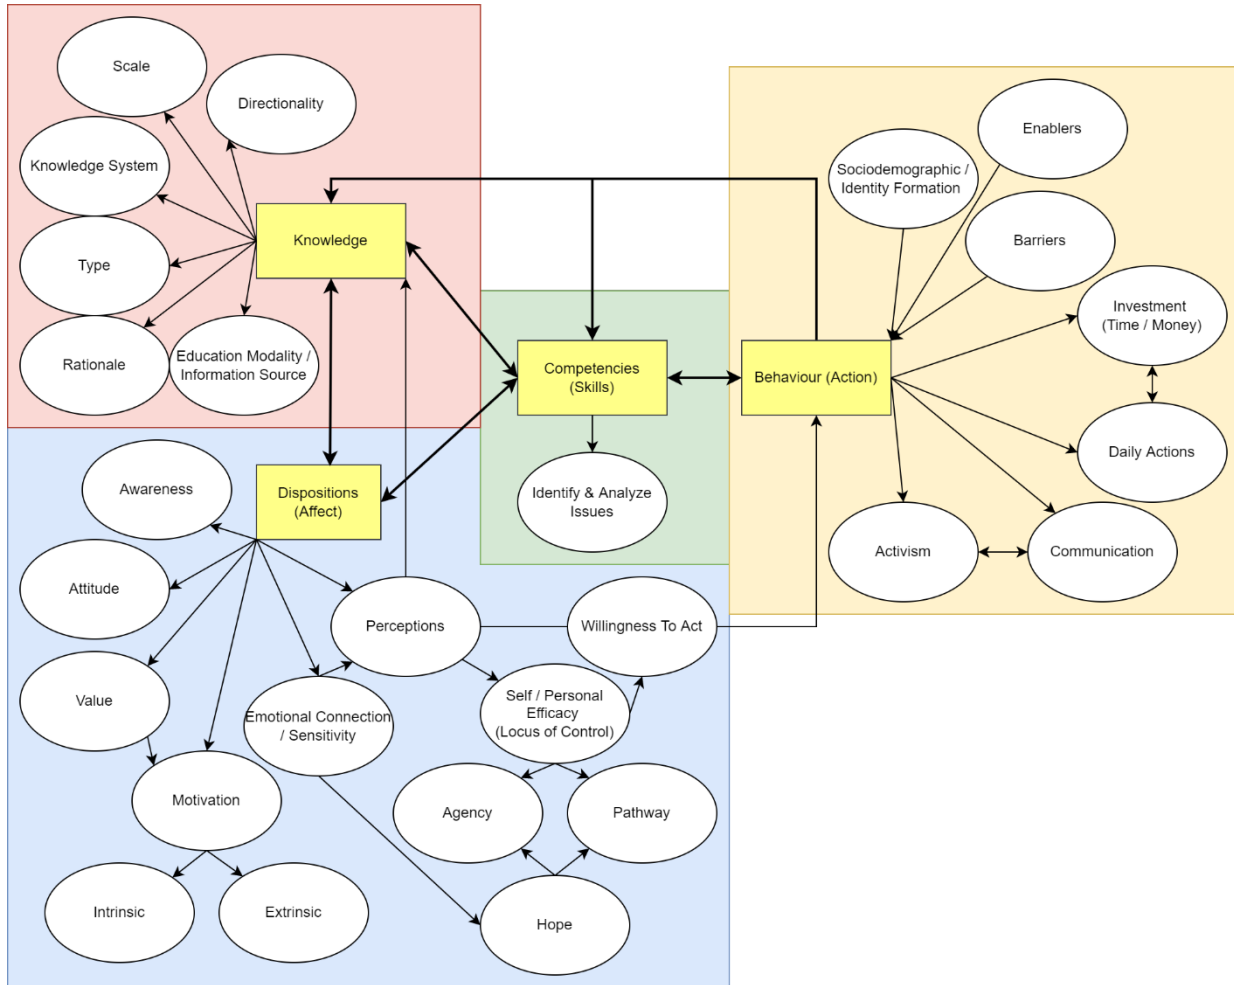 Scale
Directionality
Enablers
Knowledge System
Sociodemographic /
Identity Formation
Knowledge
Barriers
Type
Investment
(Time / Money)
Rationale
Education Modality /
Information Source
Competencies
(Skills)
Behaviour (Action)
Daily Actions
Awareness
Dispositions
(Affect)
Identify & Analyze
Issues
Activism
Communication
Attitude
Perceptions
Willingness To Act
Value
Emotional Connection
/ Sensitivity
Self / Personal
Efficacy
(Locus of Control)
Motivation
Agency
Pathway
Intrinsic
Extrinsic
Hope